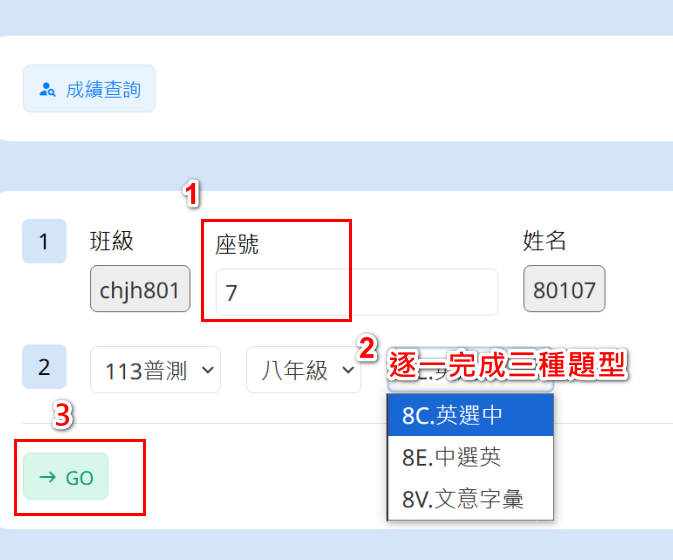 成績查詢
1
1 班級 座號 姓名
chjh801 7 80107
2 逐一完成三種題型
2 113普測 八年級
8C.英選中
3
8E.中選英
→ GO
8V.文意字彙